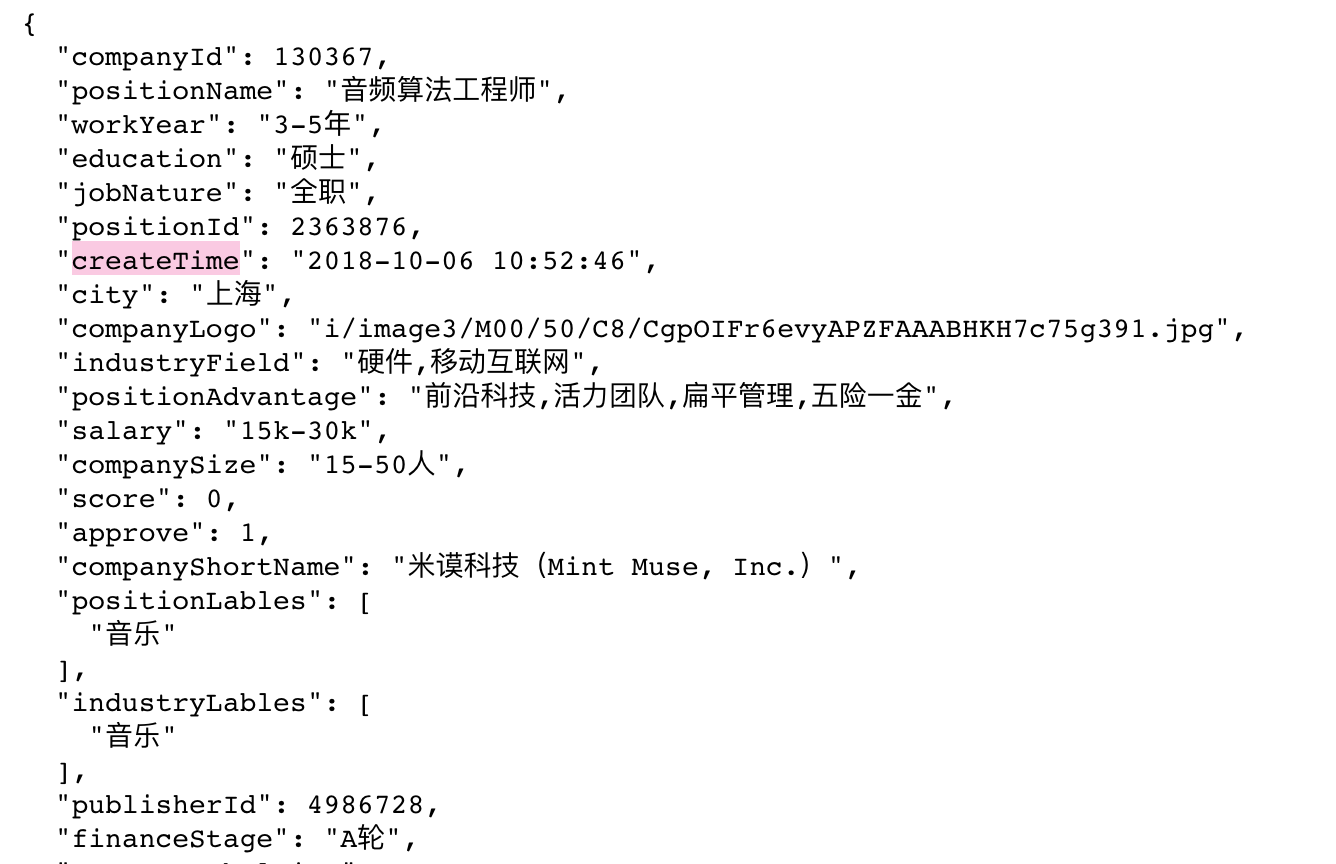 {
"companyId": 130367,
"positionName": "音频算法工程师",
"workYear": "3-5年",
"education": "硕士",
"jobNature": "全职",
"positionId": 2363876,
"createTime": "2018-10-06 10:52:46",
"city": "上海",
"companyLogo": "i/image3/M00/50/C8/CgpOIFr6evyAPZFAAABHKH7c75g391.jpg",
"industryField": "硬件,移动互联网",
"positionAdvantage": "前沿科技,活力团队,扁平管理,五险一金",
"salary": "15k-30k",
"companySize": "15-50人",
"score": 0,
"approve": 1,
"companyShortName": "米谟科技（Mint Muse, Inc.）",
"positionLables": [
"音乐"
],
"industryLables": [
"音乐"
],
"publisherId": 4986728,
"financeStage": "A轮",